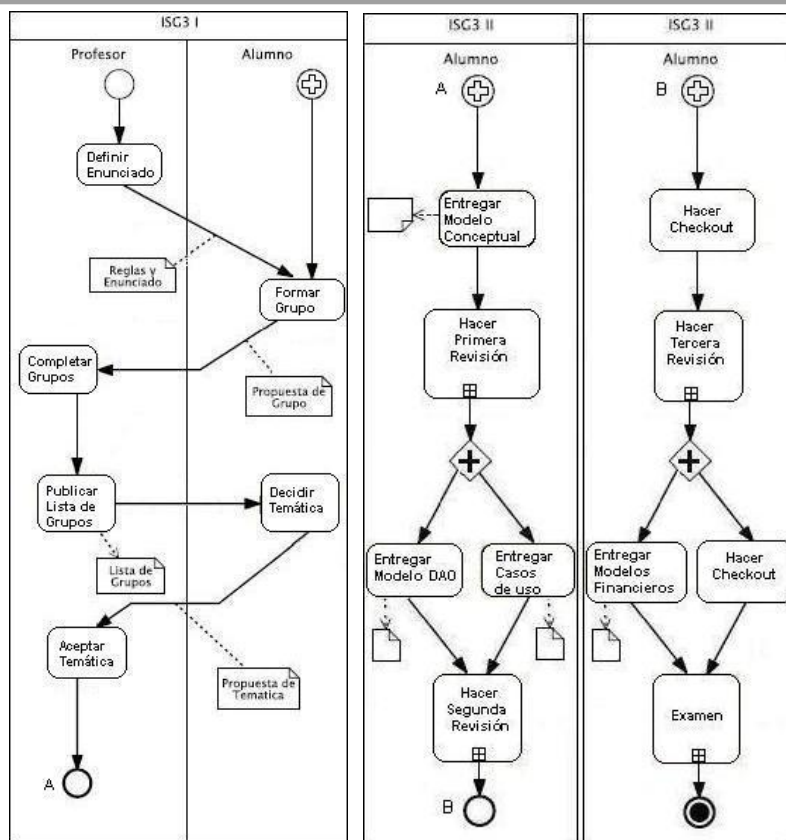 ISG3 I
Profesor
Alumno
Definir
Enunciado
Reglas y
Enunciado
Formar
Grupo
Completar
Grupos
Propuesta de
Grupo
Publicar
Lista de
Grupos
Decidir
Temática
Lista de
Grupos
Aceptar
Temática
Propuesta de
Tematica
A
ISG3 II
Alumno
A
Entregar
Modelo
Conceptual
Hacer
Primera
Revisión
Entregar
Modelo DAO
Entregar
Casos
de uso
Hacer
Segunda
Revisión
B
ISG3 II
Alumno
B
Hacer
Checkout
Hacer
Tercera
Revisión
Entregar
Modelos
Financieros
Hacer
Checkout
Examen